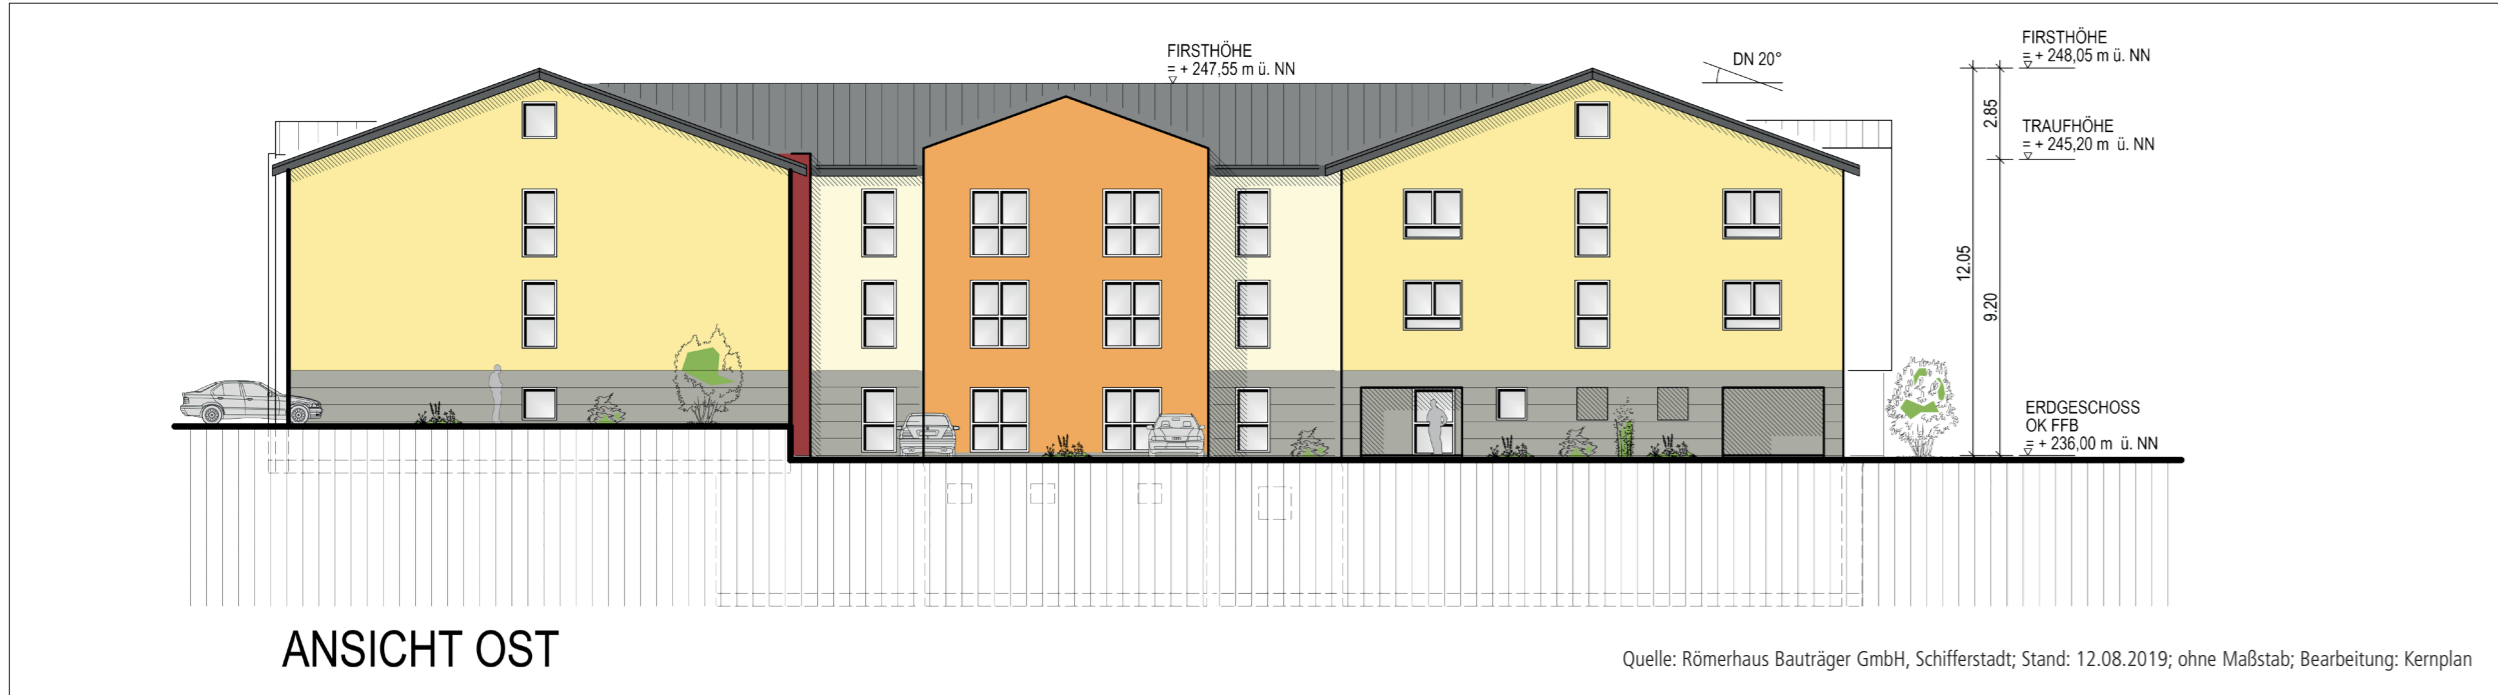 FIRSTHÖHE
= + 247,55 m ü. NN
DN 20°
FIRSTHÖHE
= + 248,05 m ü. NN
2.85
TRAUFHÖHE
= + 245,20 m ü. NN
12.05
9.20
ERDGESCHOSS
OK FFB
= + 236,00 m ü. NN
ANSICHT OST
Quelle: Römerhaus Bauträger GmbH, Schifferstadt; Stand: 12.08.2019; ohne Maßstab; Bearbeitung: Kernplan